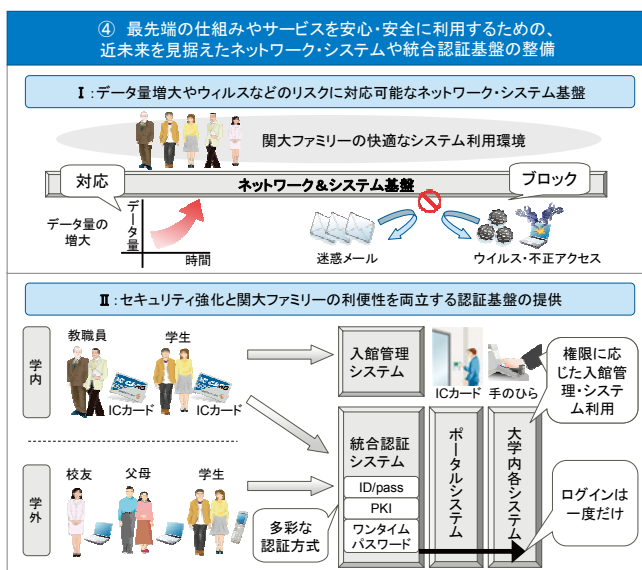 ④ 最先端の仕組みやサービスを安心・安全に利用するための、
近未来を見据えたネットワーク・システムや統合認証基盤の整備
Ⅰ：データ量増大やウィルスなどのリスクに対応可能なネットワーク・システム基盤
関大ファミリーの快適なシステム利用環境
対応
ネットワーク＆システム基盤
ブロック
データ量の
増大
データ量
時間
迷惑メール
ウイルス・不正アクセス
Ⅱ：セキュリティ強化と関大ファミリーの利便性を両立する認証基盤の提供
学内
教職員
学生
IC CARD
IC CARD
ICカード
ICカード
入館管理
システム
ICカード
手のひら
権限に応
じた入館管
理・システ
ム利用
学外
校友
父母
学生
多彩な
認証方式
統合認証
システム
ID/pass
PKI
ワンタイム
パスワード
ポータルシステム
大学内各システム
ログインは
一度だけ